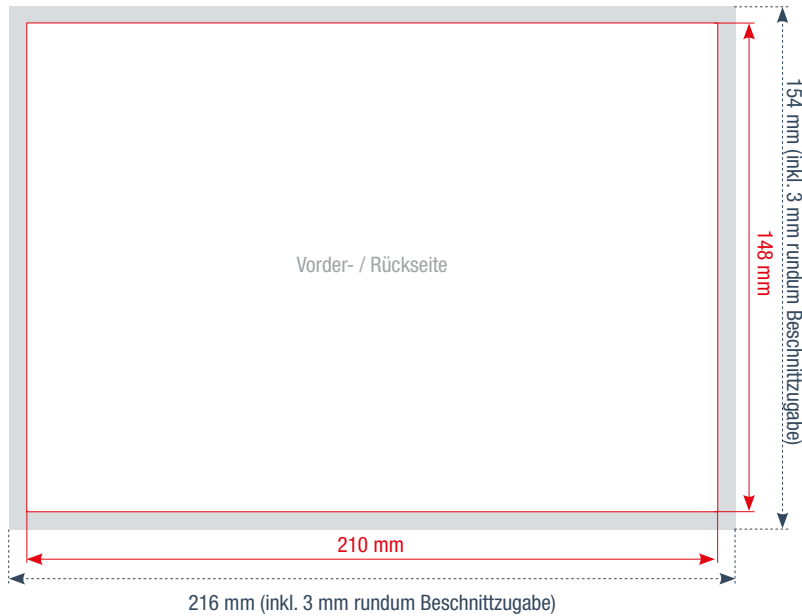 Vorder- / Rückseite
148 mm
154 mm (inkl. 3 mm rundum Beschnittzugabe)
210 mm
216 mm (inkl. 3 mm rundum Beschnittzugabe)